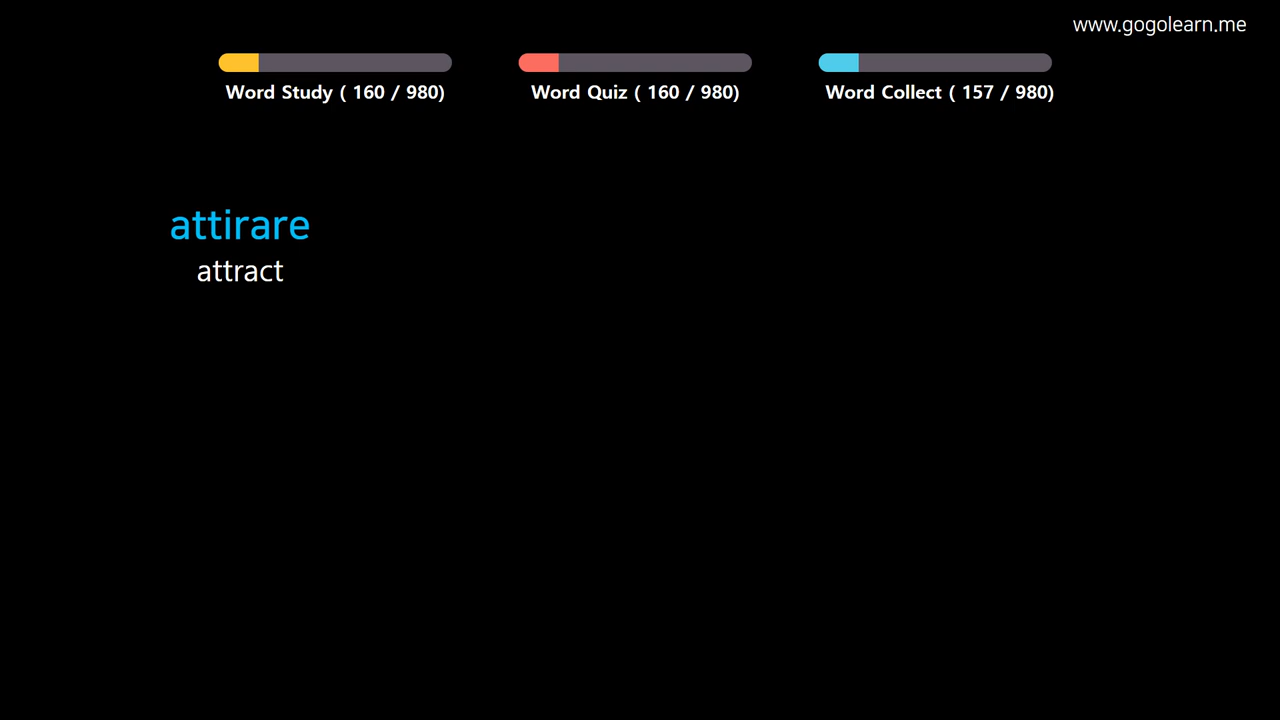 www.gogolearn.me
Word Study ( 160 / 980)
Word Quiz ( 160 / 980)
Word Collect ( 157 / 980)
attirare
attract